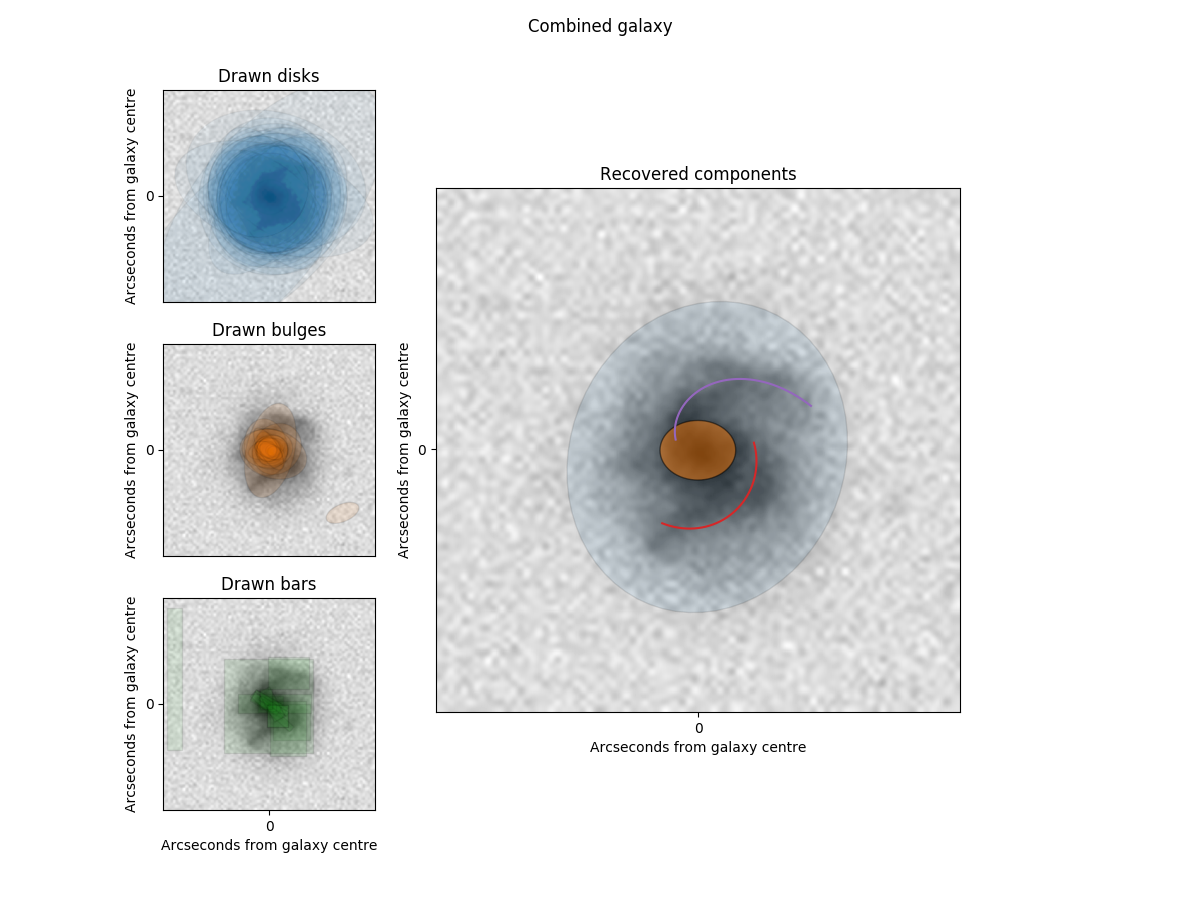 Combined galaxy
Drawn disks
Arcseconds from galaxy centre
0
Drawn bulges
Arcseconds from galaxy centre
0
Drawn bars
Arcseconds from galaxy centre
0
0
Arcseconds from galaxy centre
Recovered components
Arcseconds from galaxy centre
0
0
Arcseconds from galaxy centre